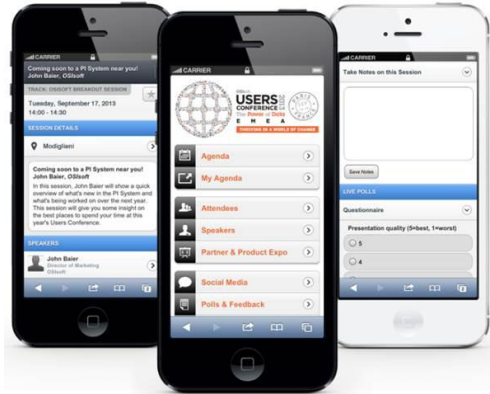 CARRIER
Coming soon to a PI System near you!
John Baier, OSIsoft
TRACK: OSISOFT BREAKOUT SESSION
Tuesday, September 17, 2013
14:00 - 14:30
SESSION DETAILS
Modigliani
Coming soon to a PI System near you!
John Baier, OSIsoft
In this session, John Baier will show a quick
overview of what's new in the PI System and
what's being worked on over the next year.
This session will give you some insight on
the best places to spend your time at this
year's Users Conference.
SPEAKERS
John Baier
Director of Marketing
OSIsoft
CARRIER
USERS
CONFERENCE
2013
The Power of Data
E M E A
THRIVING IN A WORLD OF CHANGE
Agenda
My Agenda
Attendees
Speakers
Partner & Product Expo
Social Media
Polls & Feedback
CARRIER
Take Notes on this Session
Save Notes
LIVE POLLS
Questionnaire
Presentation quality (5=best, 1=worst)
5
4